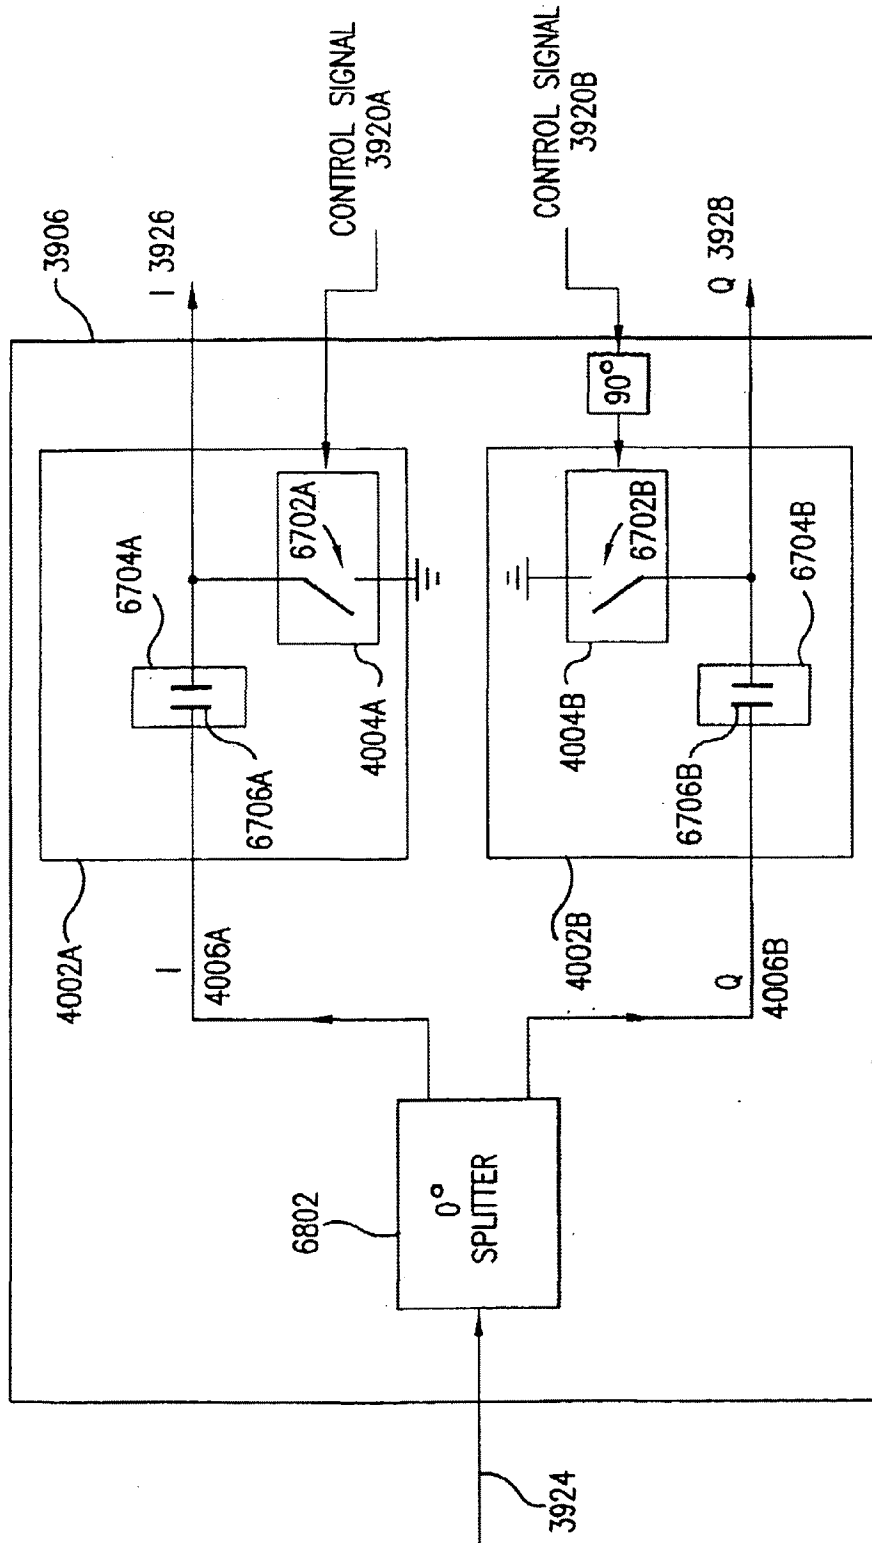 3906
I 3926
CONTROL SIGNAL
3920A
CONTROL SIGNAL
3920B
Q 3928
90°
6704A
6702A
6706A
4004A
4002A
I
4006A
6702B
6704B
4004B
6706B
4002B
Q
4006B
6802
0°
SPLITTER
3924